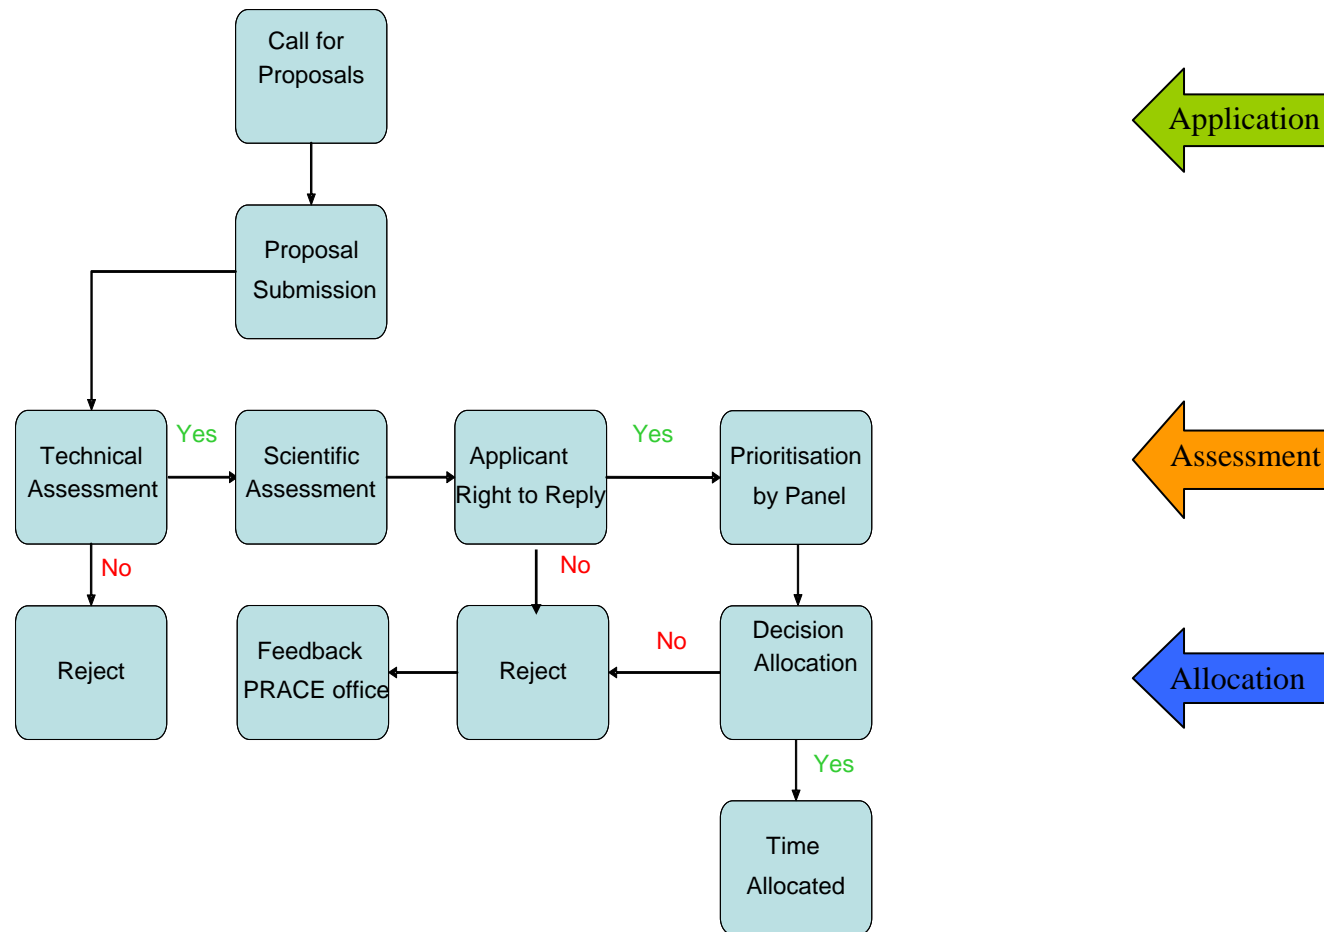 Call for
Proposals
Application
Proposal
Submission
Yes
Yes
Technical
Assessment
Scientific
Assessment
Applicant
Right to Reply
Prioritisation
by Panel
Assessment
No
No
Reject
Feedback
PRACE office
Reject
No
Decision
Allocation
Allocation
Yes
Time
Allocated